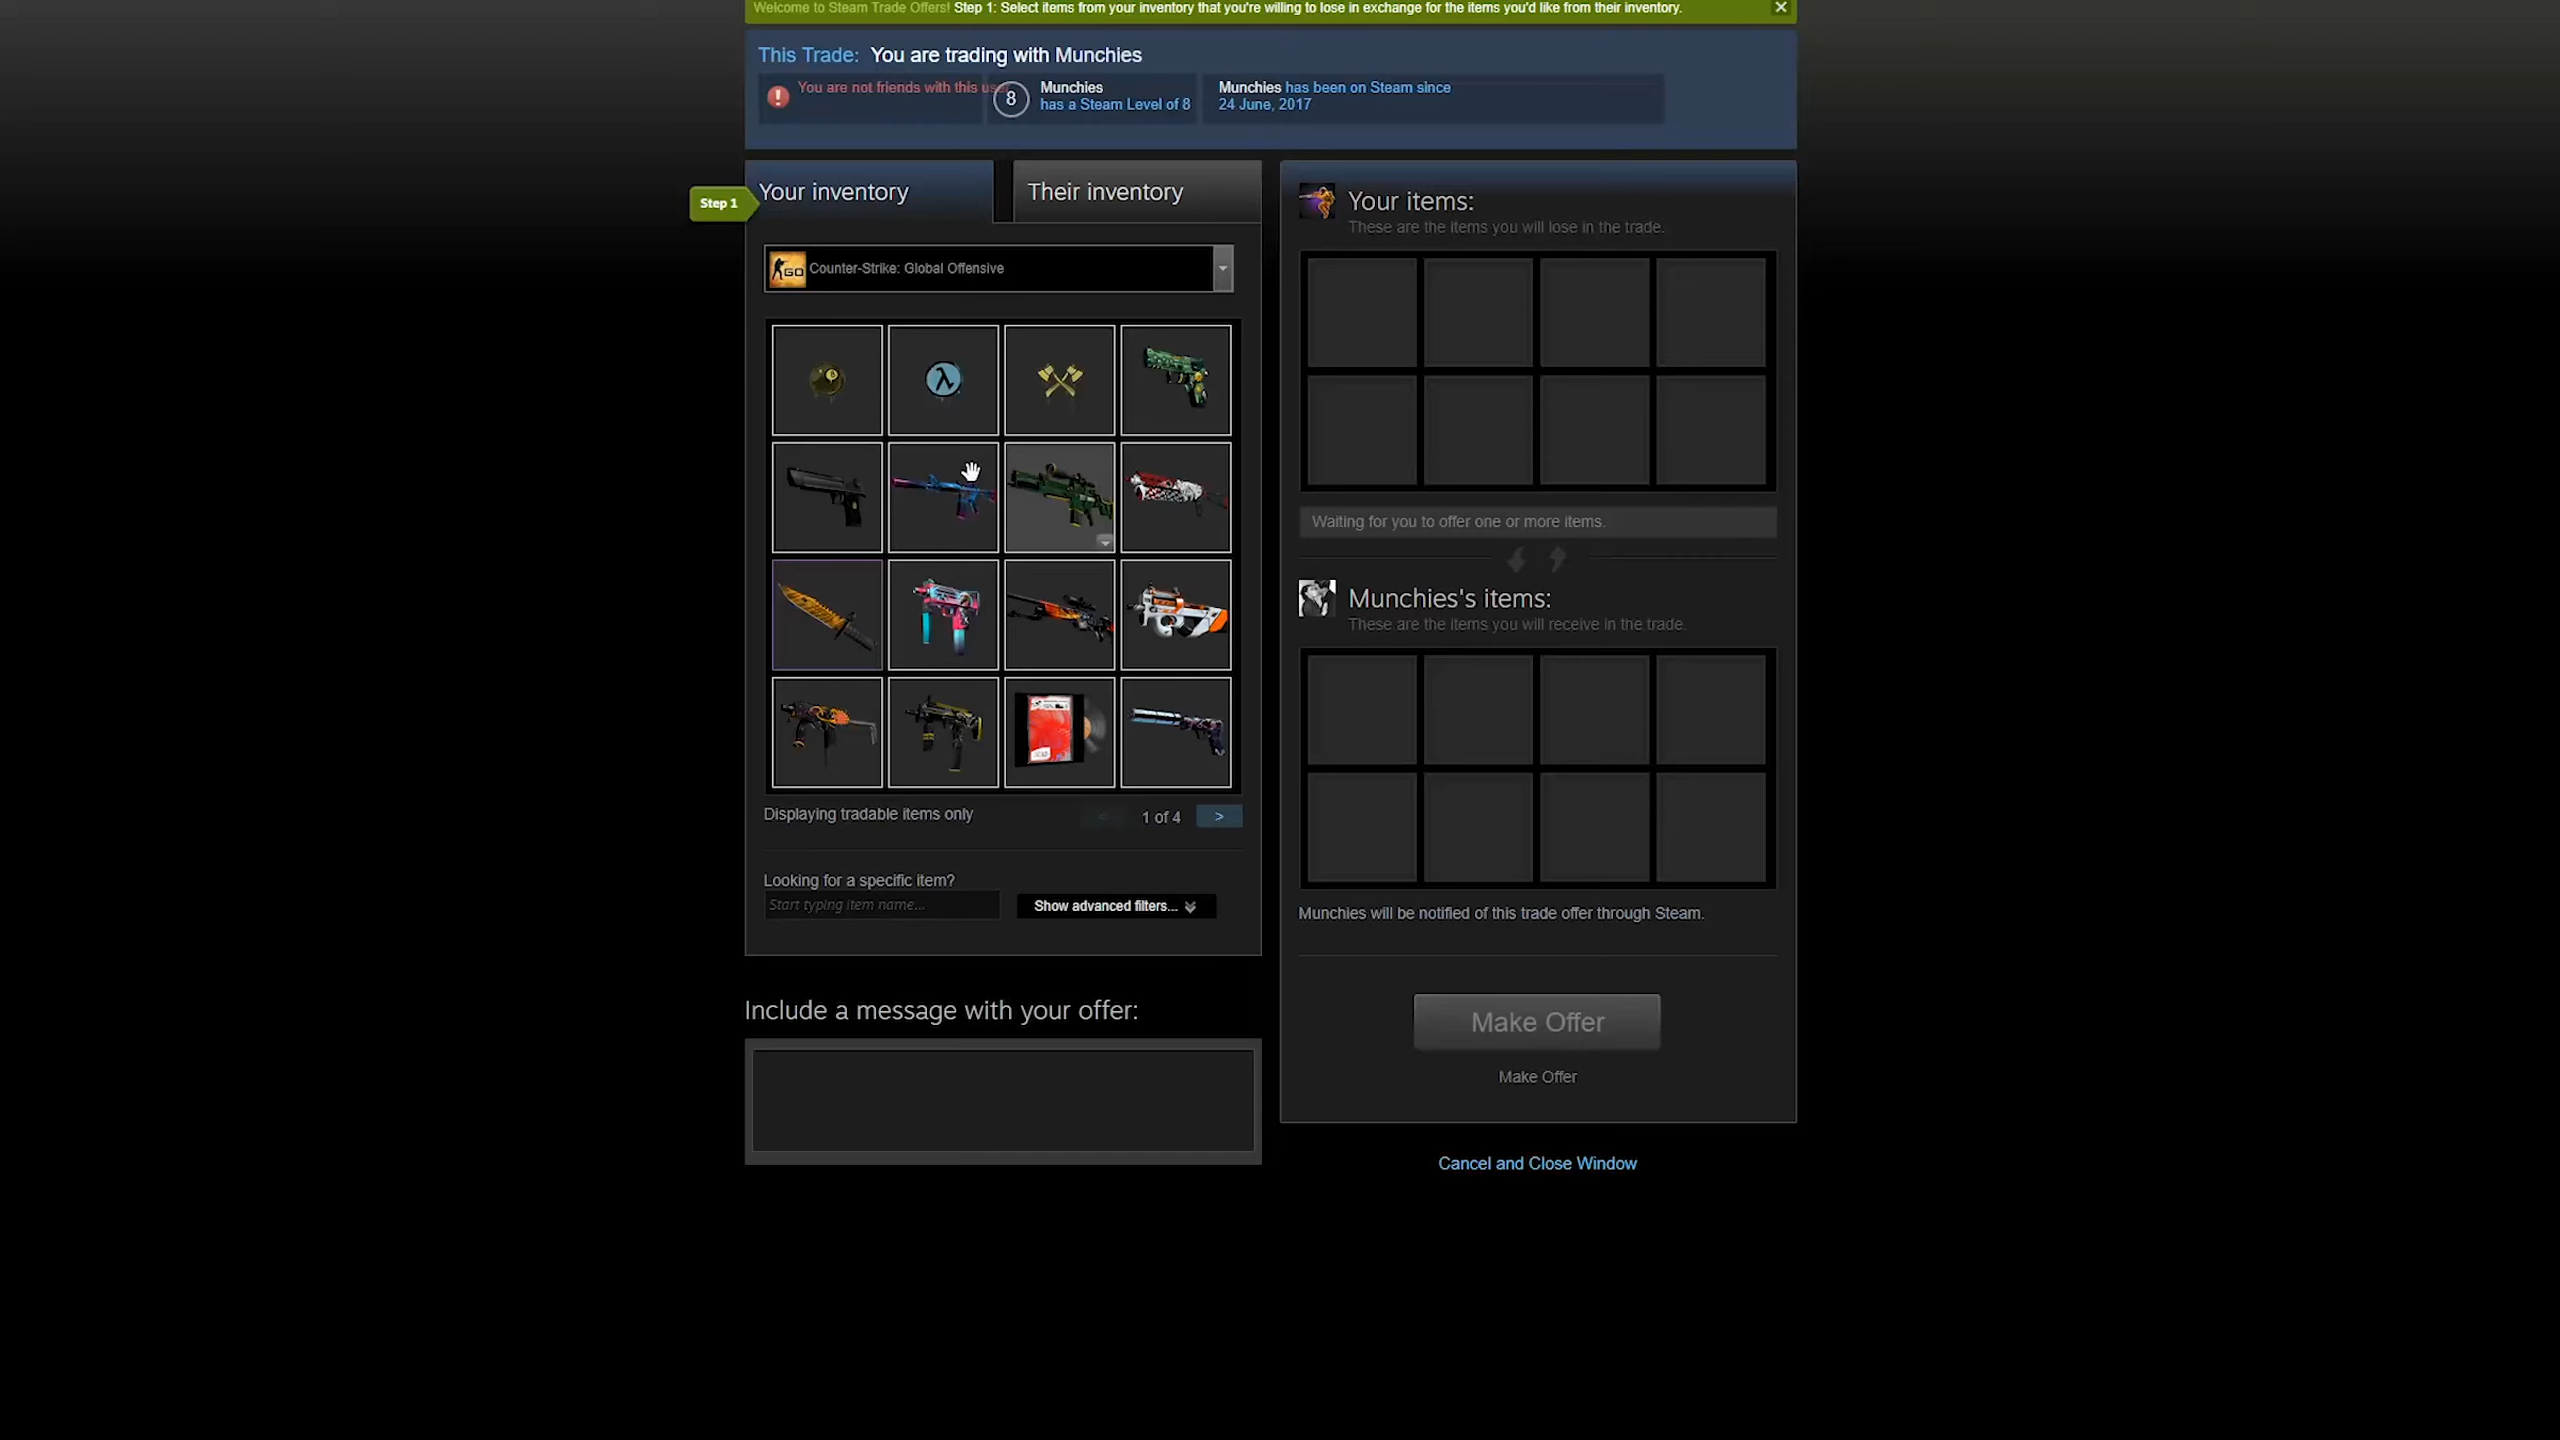 Welcome to Steam Trade Offers! Step 1: Select items from your inventory that you're willing to lose in exchange for the items you'd like from their inventory.
This Trade: You are trading with Munchies
You are not friends with this
8
Munchies
has a Steam Level of 8
Munchies has been on Steam since
24 June, 2017
Step 1
Your inventory
Their inventory
GO
Counter-Strike: Global Offensive
Displaying tradable items only
<
1 of 4
>
Looking for a specific item?
Start typing item name...
Show advanced filters...
Include a message with your offer:
Your items:
These are the items you will lose in the trade.
Waiting for you to offer one or more items.
Munchies's items:
These are the items you will receive in the trade.
Munchies will be notified of this trade offer through Steam.
Make Offer
Make Offer
Cancel and Close Window